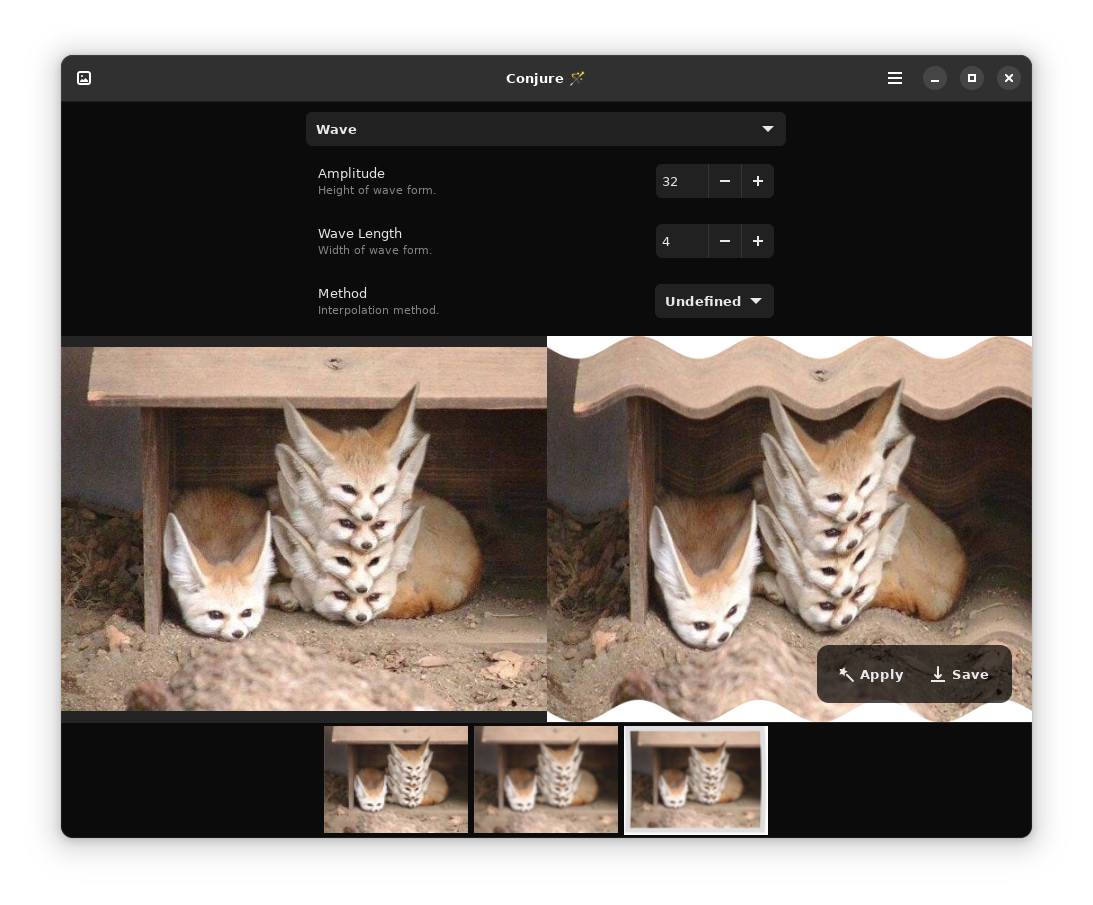 Conjure 🪄
Wave
Amplitude
Height of wave form.
32
Wave Length
Width of wave form.
4
Method
Interpolation method.
Undefined
Apply
Save